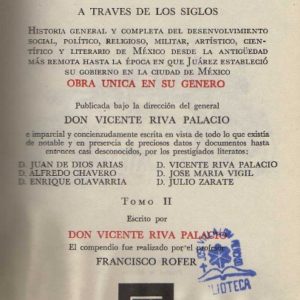 A TRAVES DE LOS SIGLOS
HISTORIA GENERAL Y COMPLETA DEL DESENVOLVIMIENTO
SOCIAL, POLÍTICO, RELIGIOSO, MILITAR, ARTÍSTICO, CIEN-
TÍFICO Y LITERARIO DE MÉXICO DESDE LA ANTIGÜEDAD
MÁS REMOTA HASTA LA ÉPOCA EN QUE JUÁREZ ESTABLECIÓ
SU GOBIERNO EN LA CIUDAD DE MÉXICO
OBRA UNICA EN SU GENERO
Publicada bajo la dirección del general
DON VICENTE RIVA PALACIO
e imparcial y concienzudamente escrita en vista de todo lo que existía
de notable y en presencia de preciosos datos y documentos hasta
entonces casi desconocidos, por los prestigiados literatos:
D. JUAN DE DIOS ARIAS D. VICENTE RIVA PALACIO
D. ALFREDO CHAVERO D. JOSE MARIA VIGIL
D. ENRIQUE OLAVARRIA D. JULIO ZARATE
TOMO II
Escrito por
DON VICENTE RIVA PALACIO
El compendio fue realizado por el profesor
FRANCISCO ROFER